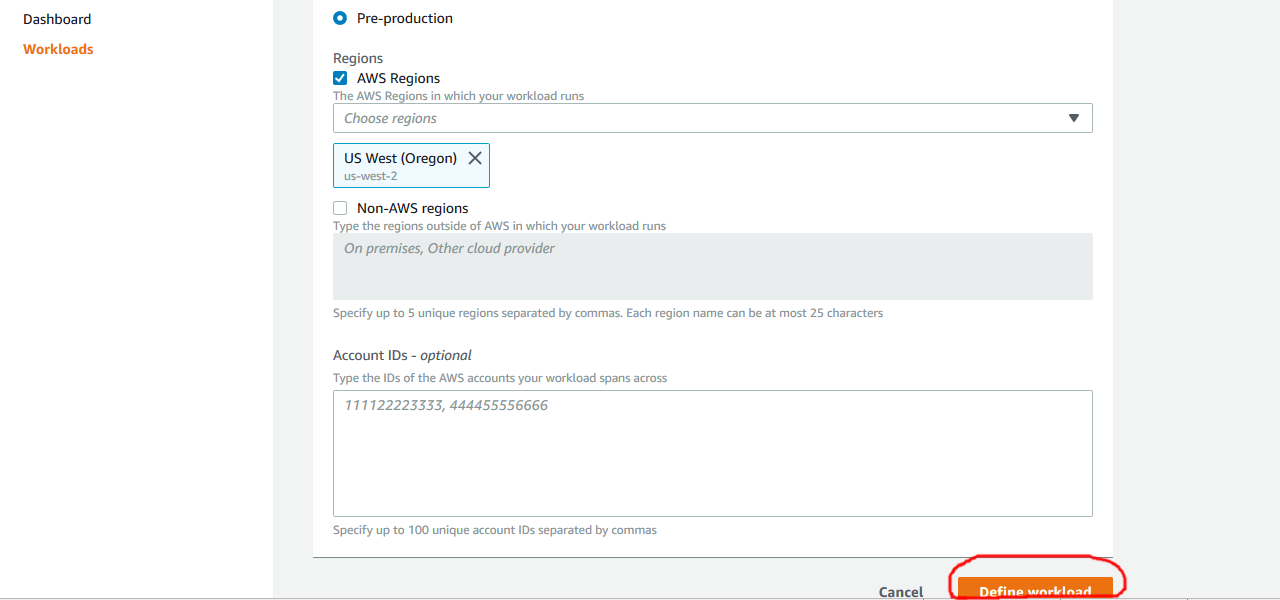 Dashboard
Workloads
Pre-production
Regions
AWS Regions
The AWS Regions in which your workload runs
Choose regions
US West (Oregon)
us-west-2
Non-AWS regions
Type the regions outside of AWS in which your workload runs
On premises, Other cloud provider
Specify up to 5 unique regions separated by commas. Each region name can be at most 25 characters
Account IDs - optional
Type the IDs of the AWS accounts your workload spans across
111122223333, 444455556666
Specify up to 100 unique account IDs separated by commas
Cancel
Define workload